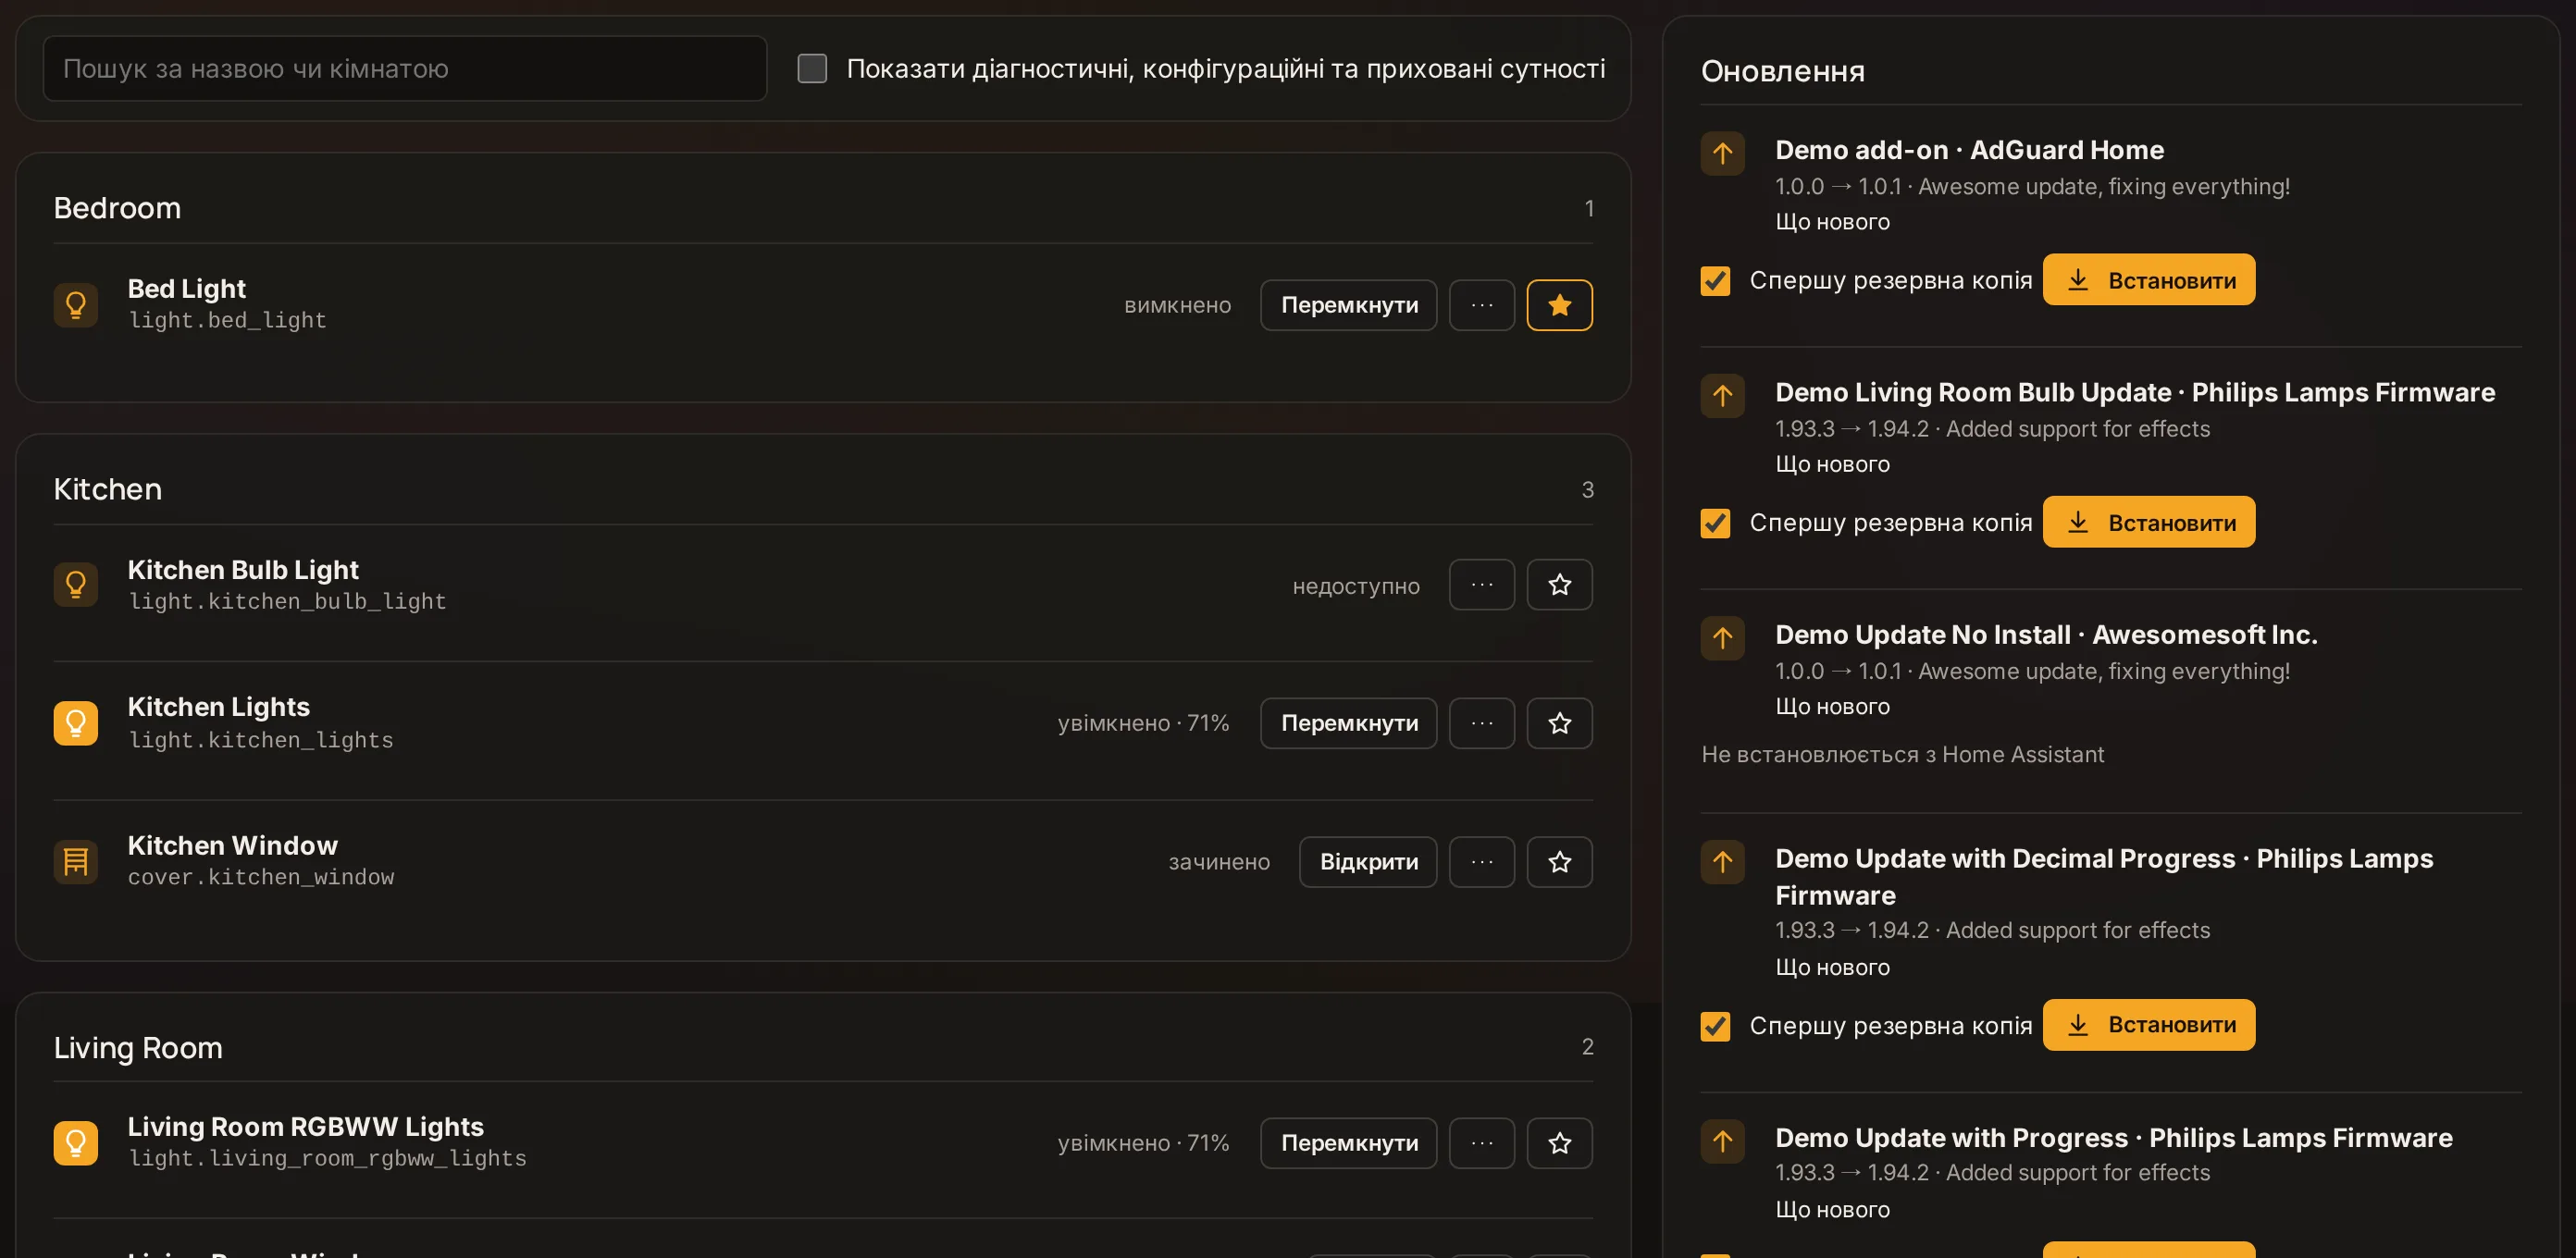 Пошук за назвою чи кімнатою
Показати діагностичні, конфігураційні та приховані сутності
Bedroom
1
Bed Light
light.bed_light
вимкнено
Перемкнути
···
Kitchen
3
Kitchen Bulb Light
light.kitchen_bulb_light
недоступно
···
Kitchen Lights
light.kitchen_lights
увімкнено · 71%
Перемкнути
···
Kitchen Window
cover.kitchen_window
зачинено
Відкрити
···
Living Room
2
Living Room RGBWW Lights
light.living_room_rgbww_lights
увімкнено · 71%
Перемкнути
···
Оновлення
Demo add-on · AdGuard Home
1.0.0 → 1.0.1 · Awesome update, fixing everything!
Що нового
Спершу резервна копія
Встановити
Demo Living Room Bulb Update · Philips Lamps Firmware
1.93.3 → 1.94.2 · Added support for effects
Що нового
Спершу резервна копія
Встановити
Demo Update No Install · Awesomesoft Inc.
1.0.0 → 1.0.1 · Awesome update, fixing everything!
Що нового
Не встановлюється з Home Assistant
Demo Update with Decimal Progress · Philips Lamps
Firmware
1.93.3 → 1.94.2 · Added support for effects
Що нового
Спершу резервна копія
Встановити
Demo Update with Progress · Philips Lamps Firmware
1.93.3 → 1.94.2 · Added support for effects
Що нового